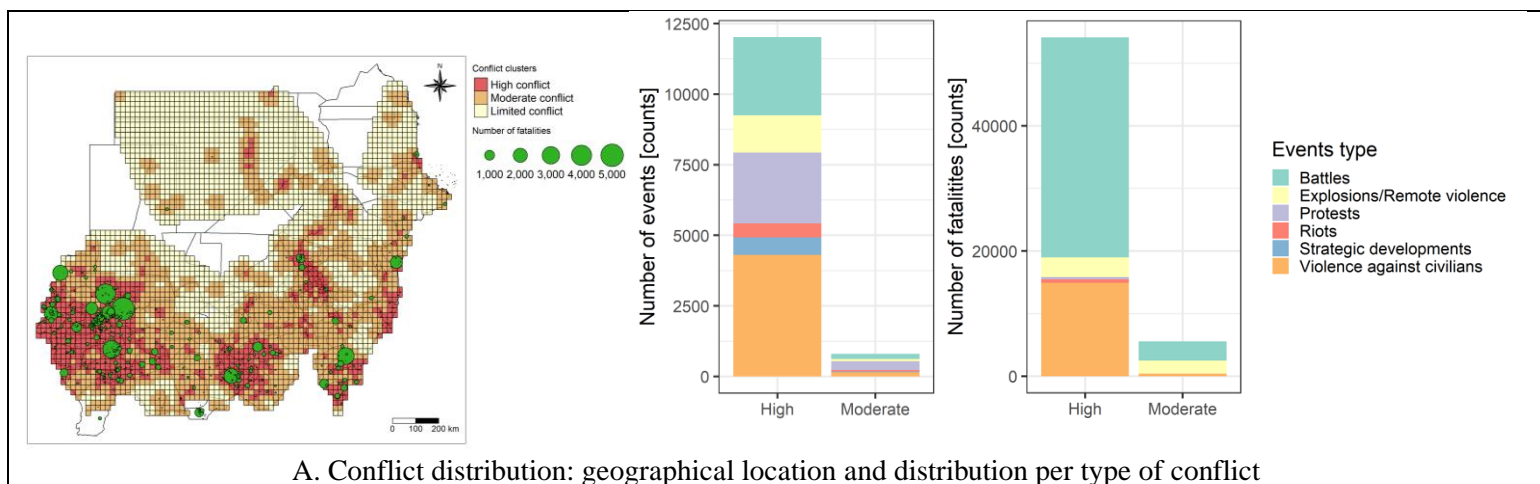 N
Conflict clusters
High conflict
Moderate conflict
Limited conflict
Number of fatalities
1,000 2,000 3,000 4,000 5,000
0 100 200 km
Number of events [counts]
12500
10000
7500
5000
2500
0
High Moderate
Number of fatalitites [counts]
40000
20000
0
High Moderate
Events type
Battles
Explosions/Remote violence
Protests
Riots
Strategic developments
Violence against civilians
A. Conflict distribution: geographical location and distribution per type of conflict